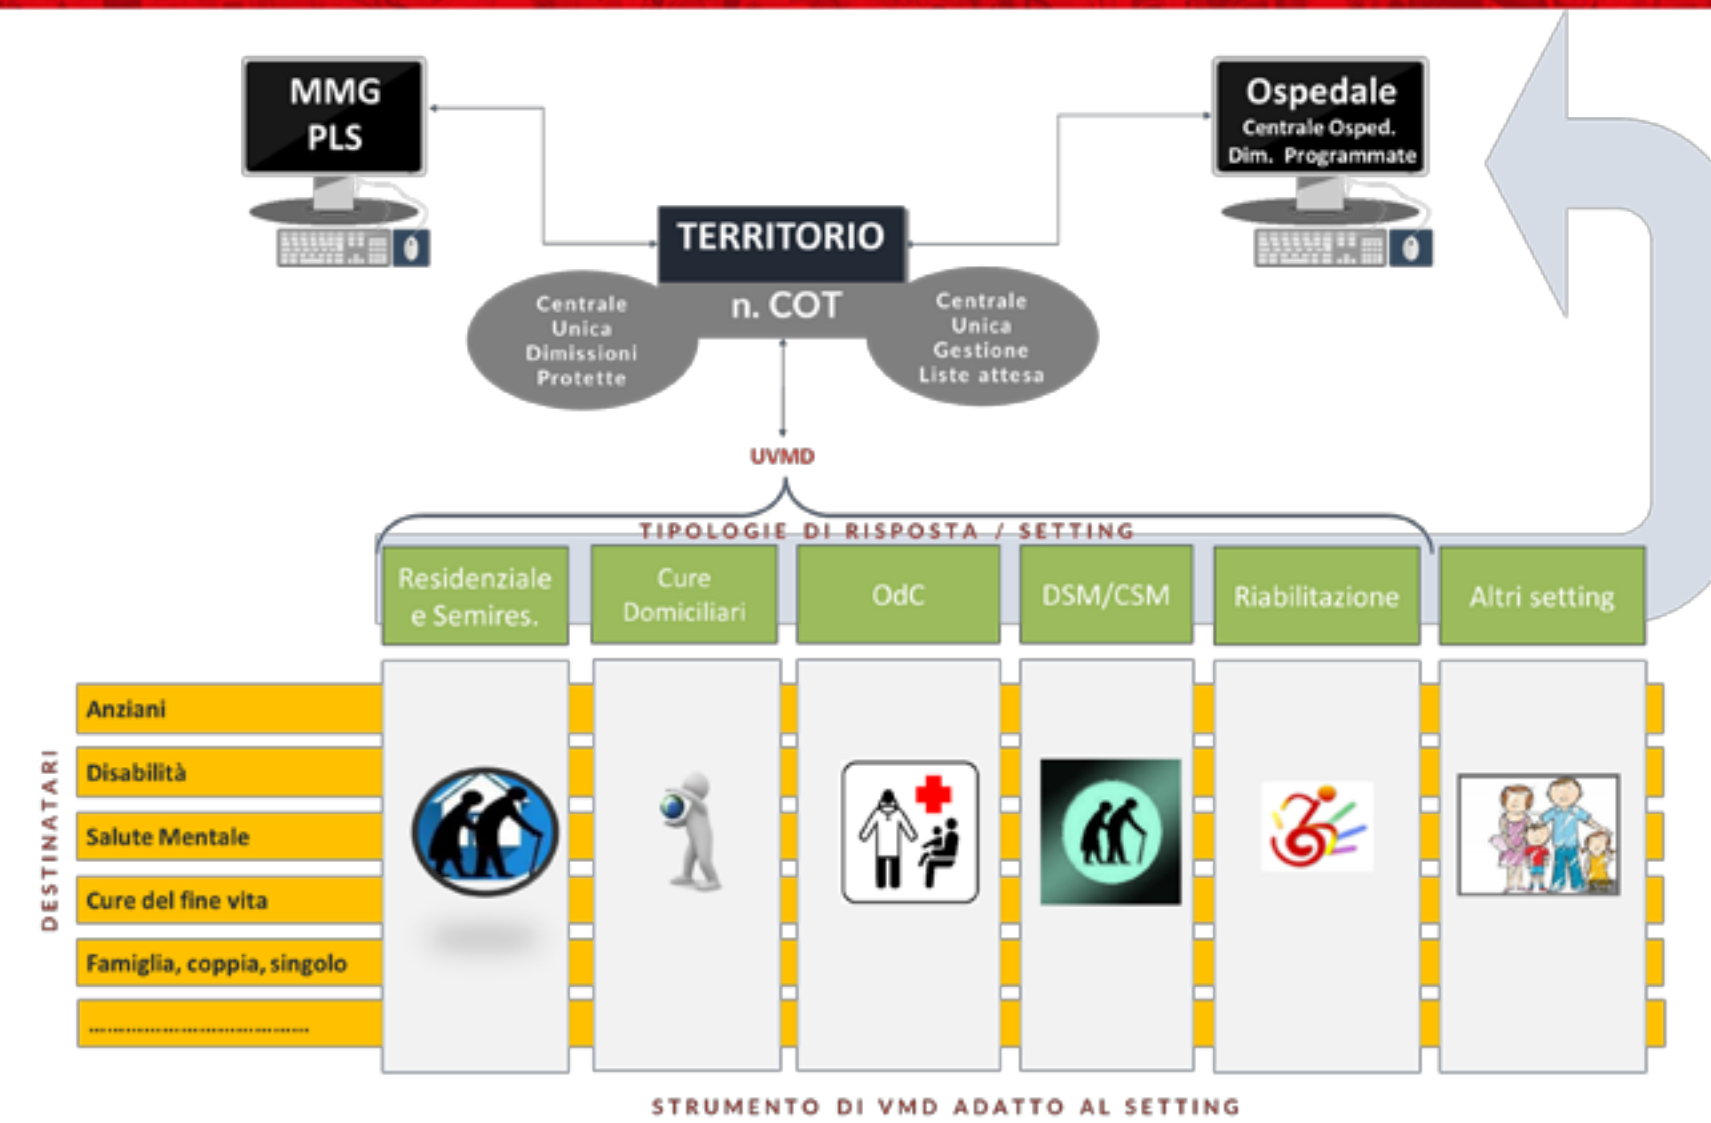 MMG
PLS
Ospedale
Centrale Osped.
Dim. Programmate
TERRITORIO
n. COT
Centrale
Unica
Dimissioni
Protette
Centrale
Unica
Gestione
Liste attesa
UVMD
TIPOLOGIE DI RISPOSTA / SETTING
Residenziale
e Semires.
Cure
Domiciliari
OdC
DSM/CSM
Riabilitazione
Altri setting
DESTINATARI
Anziani
Disabilità
Salute Mentale
Cure del fine vita
Famiglia, coppia, singolo
........................................
STRUMENTO DI VMD ADATTO AL SETTING